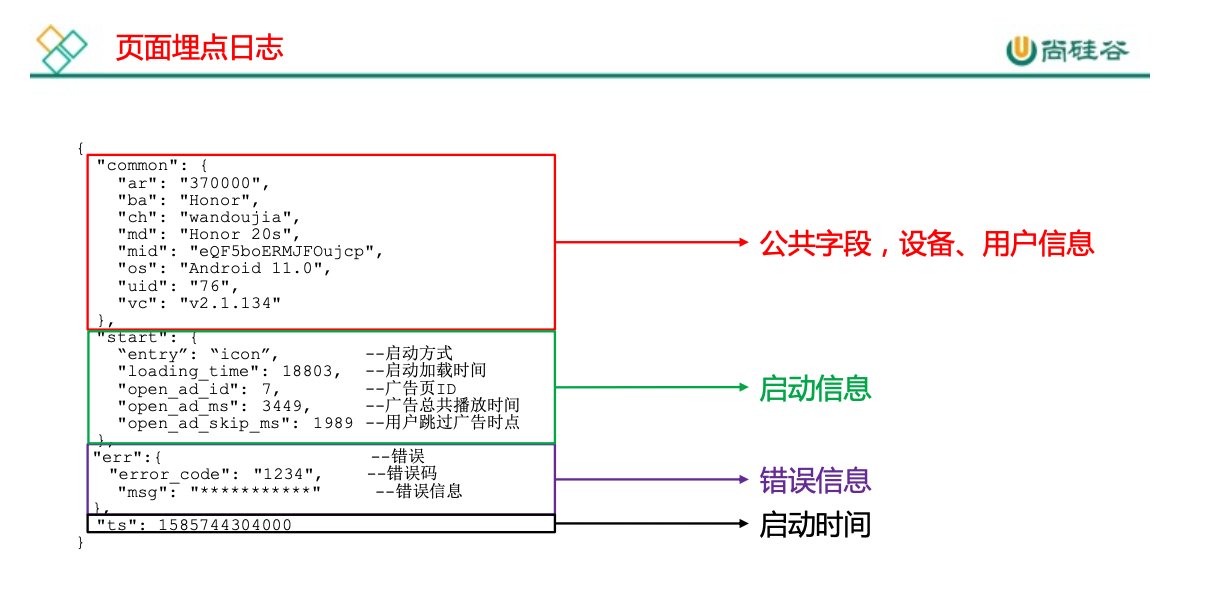 页面埋点日志
尚硅谷
{
"common": {
"ar": "370000",
"ba": "Honor",
"ch": "wandoujia",
"md": "Honor 20s",
"mid": "eQF5boERMJFOujcp",
"os": "Android 11.0",
"uid": "76",
"vc": "v2.1.134"
},
公共字段，设备、用户信息
"start": {
“entry”: “icon”, --启动方式
"loading_time": 18803, --启动加载时间
"open_ad_id": 7, --广告页ID
"open_ad_ms": 3449, --广告总共播放时间
"open_ad_skip_ms": 1989 --用户跳过广告时点
},
启动信息
"err":{ --错误
"error_code": "1234", --错误码
"msg": "***********" --错误信息
},
错误信息
"ts": 1585744304000
启动时间
}